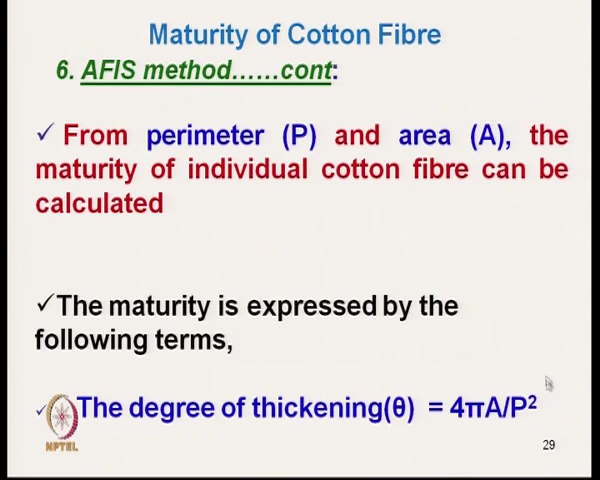 Maturity of Cotton Fibre
6. AFIS method......cont:
✓ From perimeter (P) and area (A), the
maturity of individual cotton fibre can be
calculated
✓The maturity is expressed by the
following terms,
✓ The degree of thickening(θ) = 4πA/P²
NPTEL
29